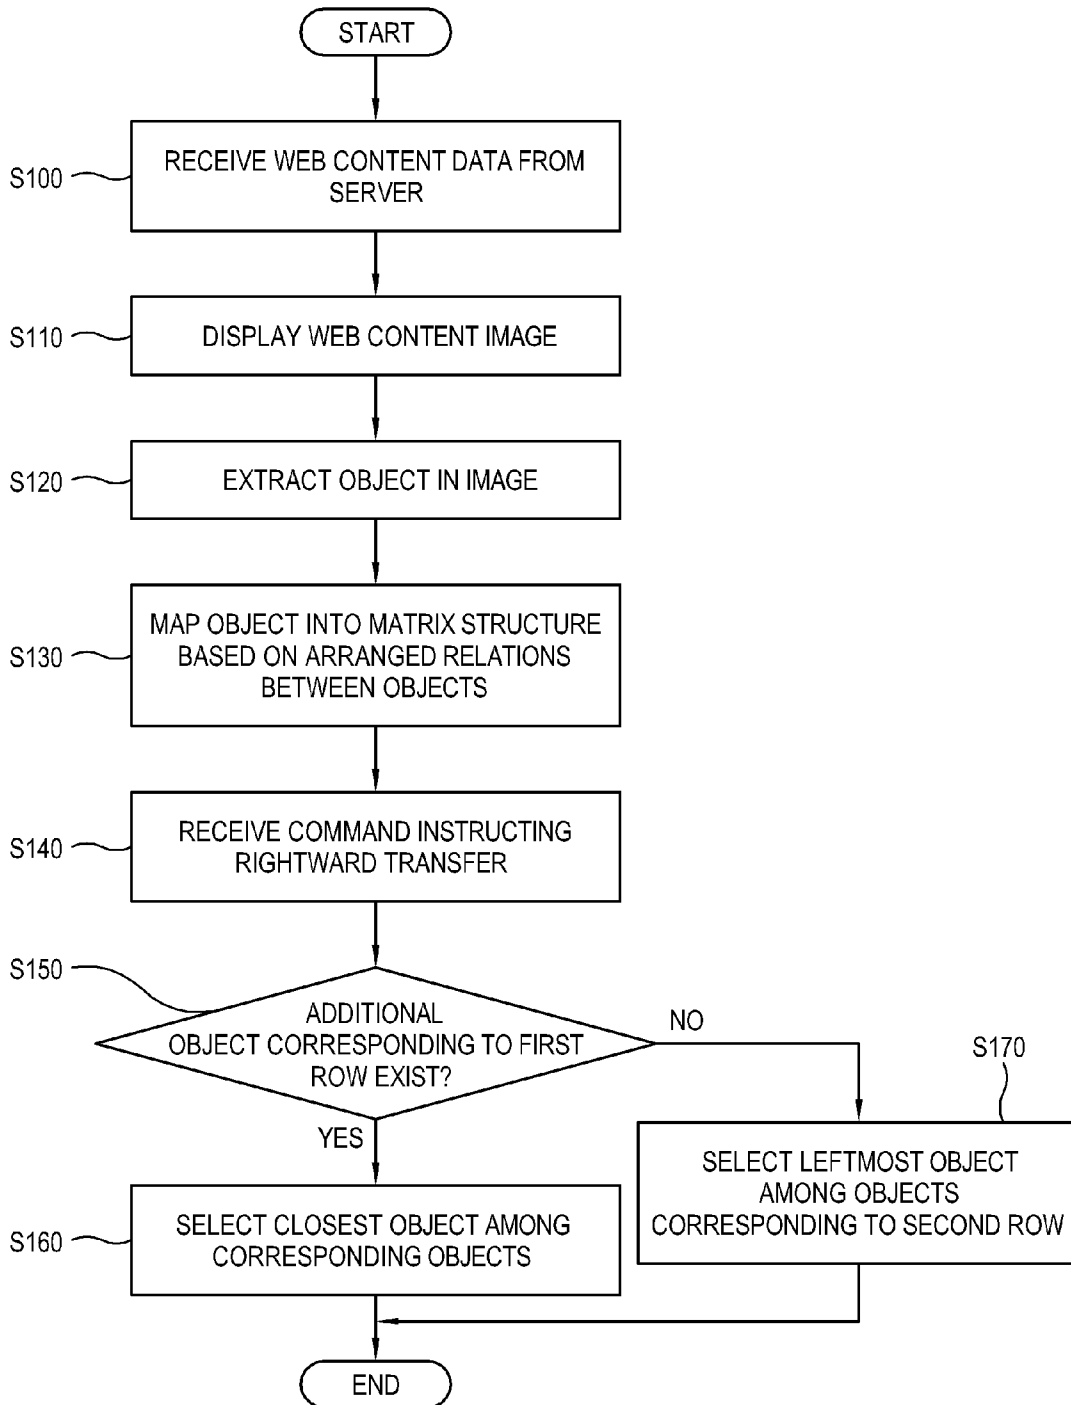 START
S100
RECEIVE WEB CONTENT DATA FROM
SERVER
S110
DISPLAY WEB CONTENT IMAGE
S120
EXTRACT OBJECT IN IMAGE
S130
MAP OBJECT INTO MATRIX STRUCTURE
BASED ON ARRANGED RELATIONS
BETWEEN OBJECTS
S140
RECEIVE COMMAND INSTRUCTING
RIGHTWARD TRANSFER
S150
ADDITIONAL
OBJECT CORRESPONDING TO FIRST
ROW EXIST?
NO
YES
S170
SELECT LEFTMOST OBJECT
AMONG OBJECTS
CORRESPONDING TO SECOND ROW
S160
SELECT CLOSEST OBJECT AMONG
CORRESPONDING OBJECTS
END